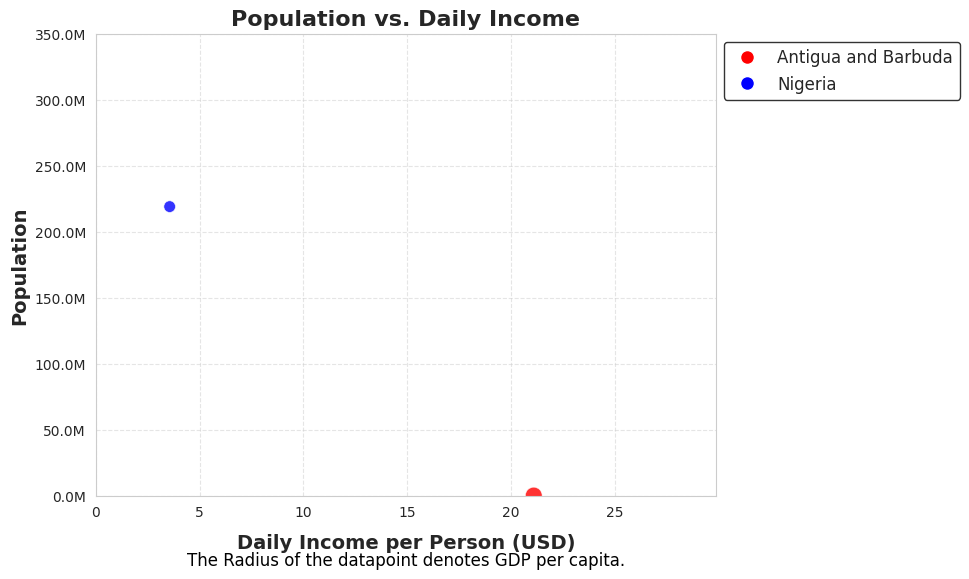 Population vs. Daily Income
350.0M
300.0M
250.0M
200.0M
150.0M
100.0M
50.0M
0.0M
Population
0 5 10 15 20 25
Daily Income per Person (USD)
The Radius of the datapoint denotes GDP per capita.
Antigua and Barbuda
Nigeria